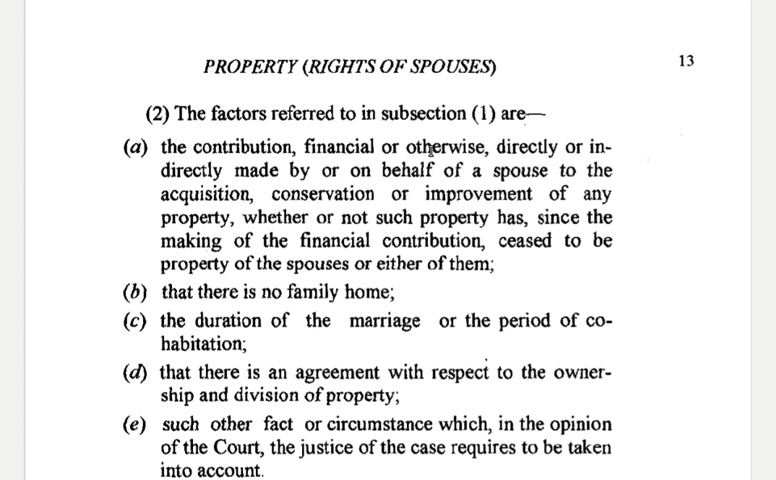 PROPERTY (RIGHTS OF SPOUSES)
13
(2) The factors referred to in subsection (1) are—
(a) the contribution, financial or otherwise, directly or in-
directly made by or on behalf of a spouse to the
acquisition, conservation or improvement of any
property, whether or not such property has, since the
making of the financial contribution, ceased to be
property of the spouses or either of them;
(b) that there is no family home;
(c) the duration of the marriage or the period of co-
habitation;
(d) that there is an agreement with respect to the owner-
ship and division of property;
(e) such other fact or circumstance which, in the opinion
of the Court, the justice of the case requires to be taken
into account.